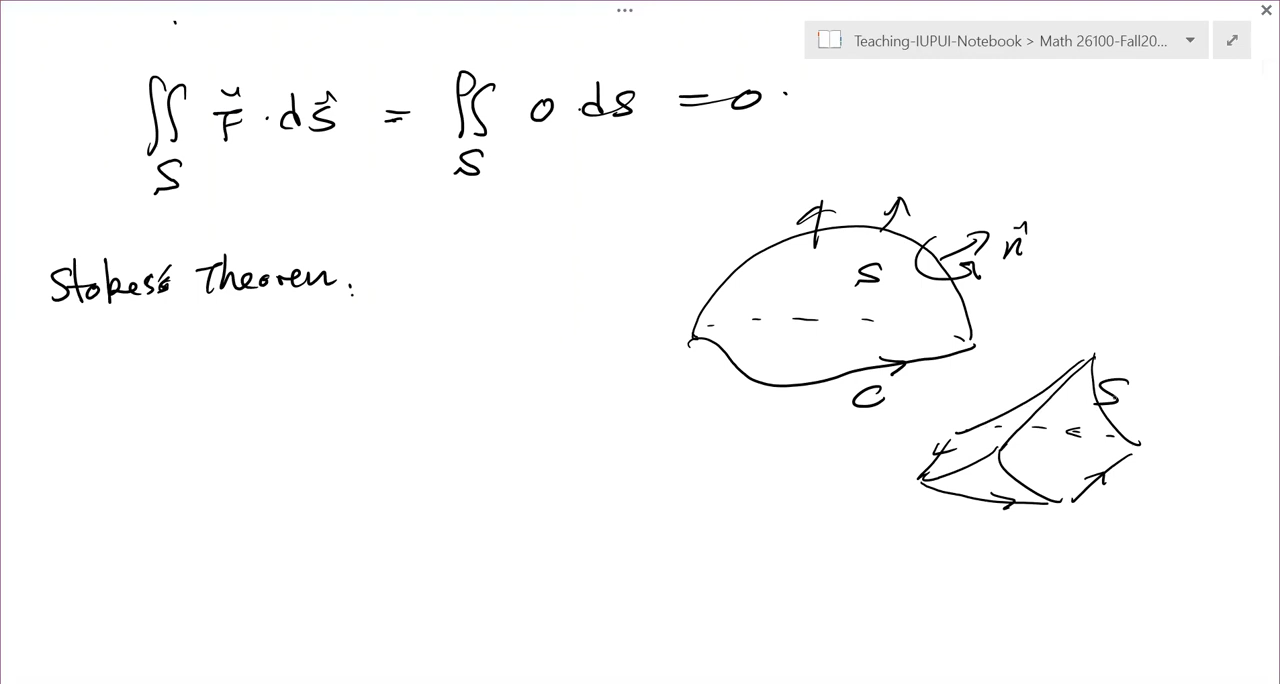 Teaching-IUPUI-Notebook > Math 26100-Fall20...
∬_S F⃗ · dS⃗ = ∬_S 0 dS = 0.
n⃗
S
Stokes's Theorem:
C
S